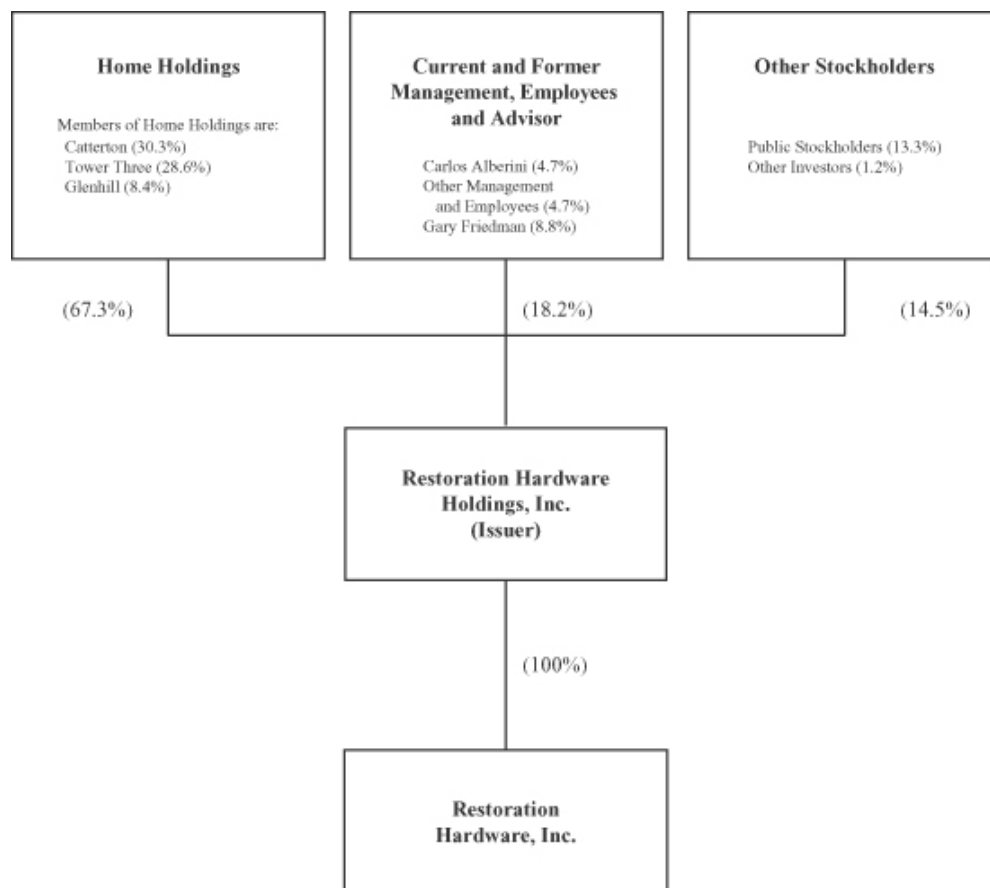 Home Holdings
Members of Home Holdings are:
Catterton (30.3%)
Tower Three (28.6%)
Glenhill (8.4%)
Current and Former
Management, Employees
and Advisor
Carlos Alberini (4.7%)
Other Management
and Employees (4.7%)
Gary Friedman (8.8%)
Other Stockholders
Public Stockholders (13.3%)
Other Investors (1.2%)
(67.3%)
(18.2%)
(14.5%)
Restoration Hardware
Holdings, Inc.
(Issuer)
(100%)
Restoration
Hardware, Inc.